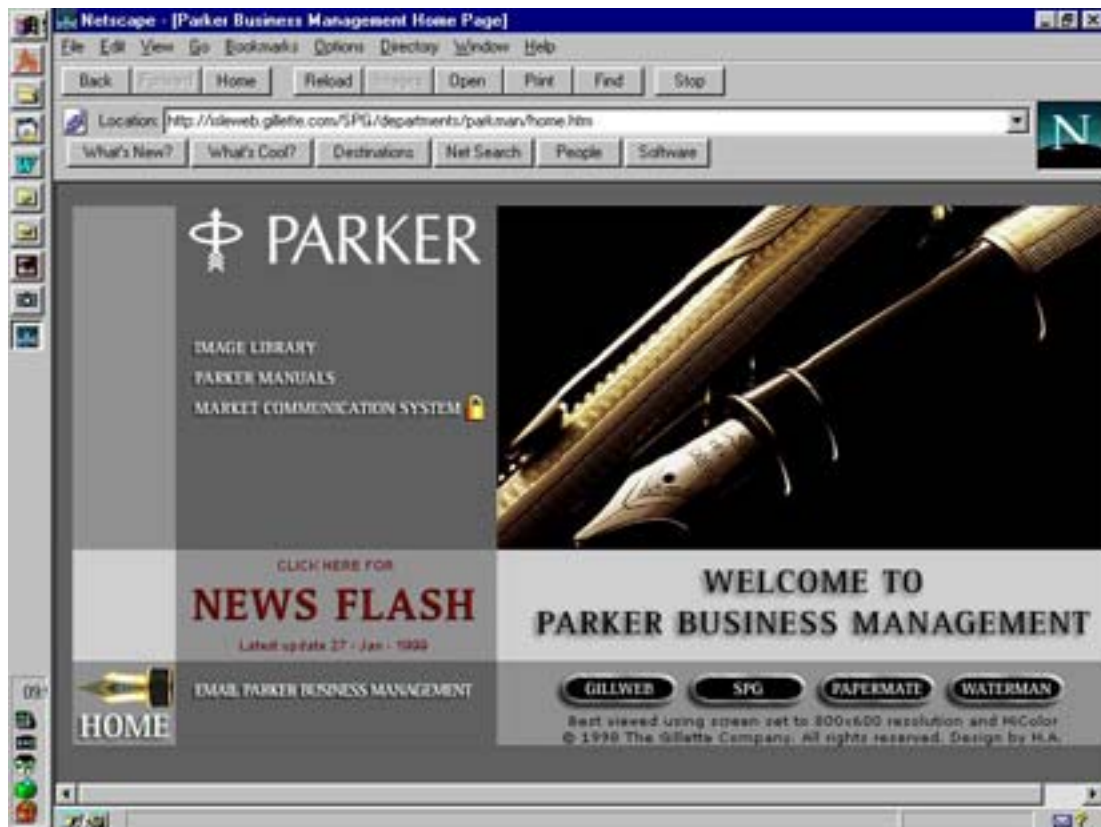 Netscape - [Parker Business Management Home Page]
File Edit View Go Bookmarks Options Directory Window Help
Back Forward Home Reload Images Open Print Find Stop
Location: http://isleweb.gillette.com/SPG/departments/parkman/home.htm
N
What's New? What's Cool? Destinations Net Search People Software
W
PARKER
IMAGE LIBRARY
PARKER MANUALS
MARKET COMMUNICATION SYSTEM
CLICK HERE FOR
NEWS FLASH
Latest update 27 - Jan - 1999
WELCOME TO
PARKER BUSINESS MANAGEMENT
EMAIL PARKER BUSINESS MANAGEMENT
HOME
GILLWEB SPG PAPERMATE WATERMAN
Best viewed using screen set to 800x600 resolution and HiColor
© 1998 The Gillette Company. All rights reserved. Design by H.A.